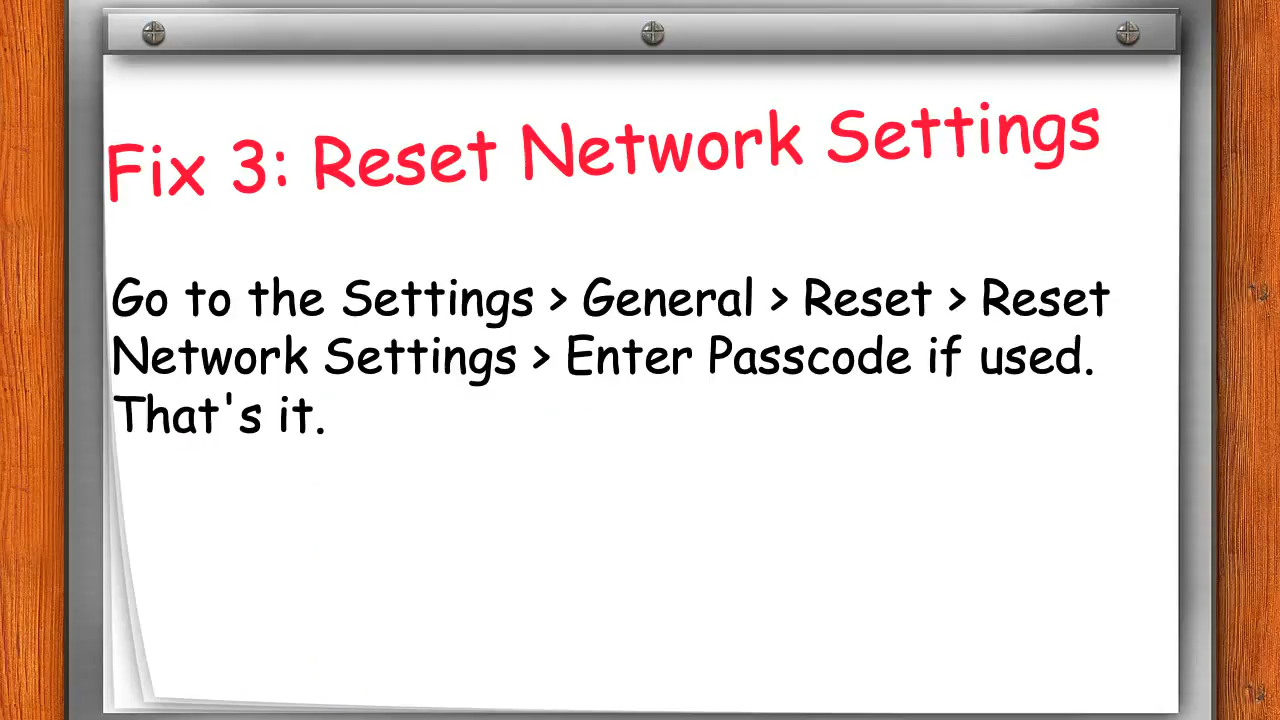 Fix 3: Reset Network Settings
Go to the Settings > General > Reset > Reset
Network Settings > Enter Passcode if used.
That's it.